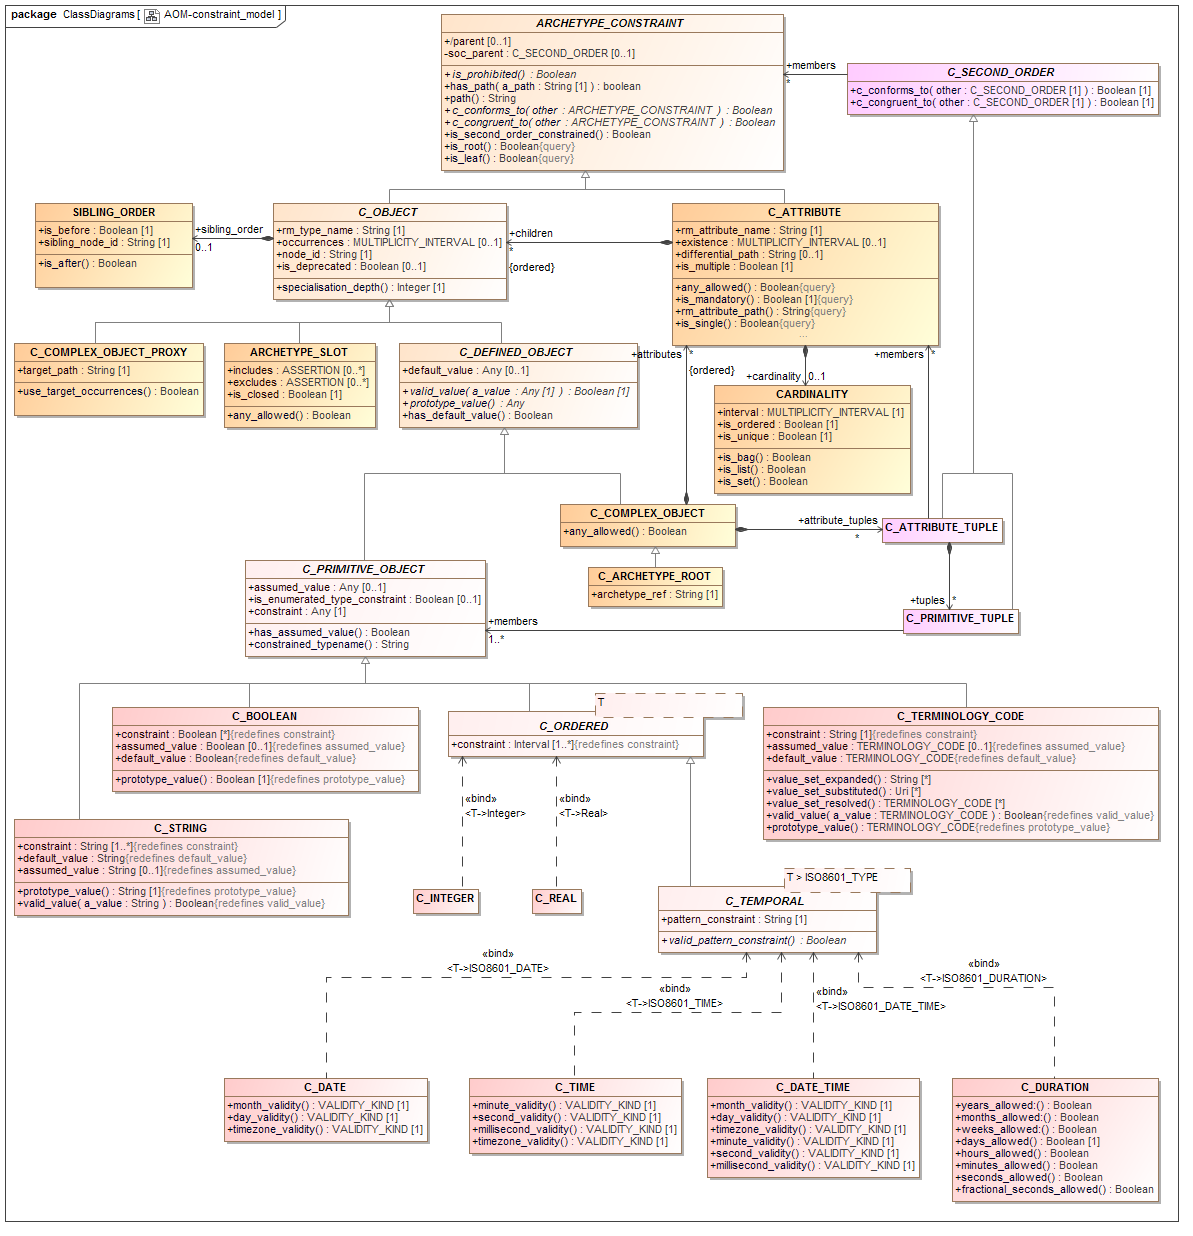 package ClassDiagrams [ AOM-constraint_model ]
ARCHETYPE_CONSTRAINT
+/parent [0..1]
-soc_parent : C_SECOND_ORDER [0..1]
+is_prohibited() : Boolean
+has_path( a_path : String [1] ) : boolean
+path() : String
+c_conforms_to( other : ARCHETYPE_CONSTRAINT ) : Boolean
+c_congruent_to( other : ARCHETYPE_CONSTRAINT ) : Boolean
+is_second_order_constrained() : Boolean
+is_root() : Boolean{query}
+is_leaf() : Boolean{query}
+members
*
C_SECOND_ORDER
+c_conforms_to( other : C_SECOND_ORDER [1] ) : Boolean [1]
+c_congruent_to( other : C_SECOND_ORDER [1] ) : Boolean [1]
SIBLING_ORDER
+is_before : Boolean [1]
+sibling_node_id : String [1]
+is_after() : Boolean
+sibling_order
0..1
C_OBJECT
+rm_type_name : String [1]
+occurrences : MULTIPLICITY_INTERVAL [0..1]
+node_id : String [1]
+is_deprecated : Boolean [0..1]
+specialisation_depth() : Integer [1]
+children
*
{ordered}
C_ATTRIBUTE
+rm_attribute_name : String [1]
+existence : MULTIPLICITY_INTERVAL [0..1]
+differential_path : String [0..1]
+is_multiple : Boolean [1]
+any_allowed() : Boolean{query}
+is_mandatory() : Boolean [1]{query}
+rm_attribute_path() : String{query}
+is_single() : Boolean{query}
...
C_COMPLEX_OBJECT_PROXY
+target_path : String [1]
+use_target_occurrences() : Boolean
ARCHETYPE_SLOT
+includes : ASSERTION [0..*]
+excludes : ASSERTION [0..*]
+is_closed : Boolean [1]
+any_allowed() : Boolean
C_DEFINED_OBJECT
+default_value : Any [0..1]
+valid_value( a_value : Any [1] ) : Boolean [1]
+prototype_value() : Any
+has_default_value() : Boolean
+attributes
*
{ordered}
+members
*
+cardinality
0..1
CARDINALITY
+interval : MULTIPLICITY_INTERVAL [1]
+is_ordered : Boolean [1]
+is_unique : Boolean [1]
+is_bag() : Boolean
+is_list() : Boolean
+is_set() : Boolean
C_COMPLEX_OBJECT
+any_allowed() : Boolean
+attribute_tuples
*
C_ATTRIBUTE_TUPLE
C_ARCHETYPE_ROOT
+archetype_ref : String [1]
+tuples
*
C_PRIMITIVE_TUPLE
C_PRIMITIVE_OBJECT
+assumed_value : Any [0..1]
+is_enumerated_type_constraint : Boolean [0..1]
+constraint : Any [1]
+has_assumed_value() : Boolean
+constrained_typename() : String
+members
1..*
C_BOOLEAN
+constraint : Boolean [*]{redefines constraint}
+assumed_value : Boolean [0..1]{redefines assumed_value}
+default_value : Boolean{redefines default_value}
+prototype_value() : Boolean [1]{redefines prototype_value}
T
C_ORDERED
+constraint : Interval [1..*]{redefines constraint}
C_TERMINOLOGY_CODE
+constraint : String [1]{redefines constraint}
+assumed_value : TERMINOLOGY_CODE [0..1]{redefines assumed_value}
+default_value : TERMINOLOGY_CODE{redefines default_value}
+value_set_expanded() : String [*]
+value_set_substituted() : Uri [*]
+value_set_resolved() : TERMINOLOGY_CODE [*]
+valid_value( a_value : TERMINOLOGY_CODE ) : Boolean{redefines valid_value}
+prototype_value() : TERMINOLOGY_CODE{redefines prototype_value}
C_STRING
+constraint : String [1..*]{redefines constraint}
+default_value : String{redefines default_value}
+assumed_value : String [0..1]{redefines assumed_value}
+prototype_value() : String [1]{redefines prototype_value}
+valid_value( a_value : String ) : Boolean{redefines valid_value}
«bind»
<T->Integer>
«bind»
<T->Real>
C_INTEGER
C_REAL
T > ISO8601_TYPE
C_TEMPORAL
+pattern_constraint : String [1]
+valid_pattern_constraint() : Boolean
«bind»
<T->ISO8601_DATE>
«bind»
<T->ISO8601_TIME>
«bind»
<T->ISO8601_DATE_TIME>
«bind»
<T->ISO8601_DURATION>
C_DATE
+month_validity() : VALIDITY_KIND [1]
+day_validity() : VALIDITY_KIND [1]
+timezone_validity() : VALIDITY_KIND [1]
C_TIME
+minute_validity() : VALIDITY_KIND [1]
+second_validity() : VALIDITY_KIND [1]
+millisecond_validity() : VALIDITY_KIND [1]
+timezone_validity() : VALIDITY_KIND [1]
C_DATE_TIME
+month_validity() : VALIDITY_KIND [1]
+day_validity() : VALIDITY_KIND [1]
+timezone_validity() : VALIDITY_KIND [1]
+minute_validity() : VALIDITY_KIND [1]
+second_validity() : VALIDITY_KIND [1]
+millisecond_validity() : VALIDITY_KIND [1]
C_DURATION
+years_allowed:() : Boolean
+months_allowed() : Boolean
+weeks_allowed() : Boolean
+days_allowed() : Boolean [1]
+hours_allowed() : Boolean
+minutes_allowed() : Boolean
+seconds_allowed() : Boolean
+fractional_seconds_allowed() : Boolean